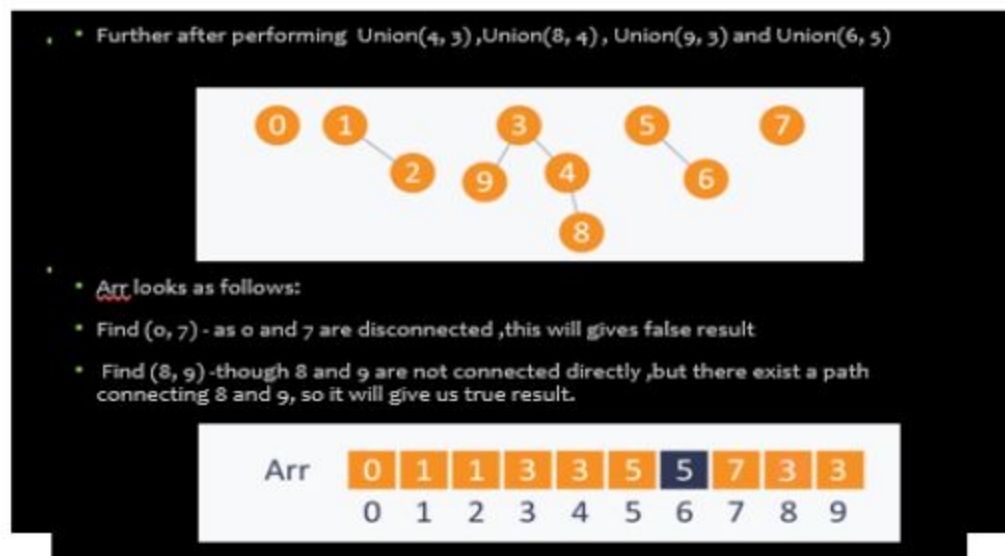 Further after performing Union(4, 3) ,Union(8, 4) , Union(9, 3) and Union(6, 5)
0 1 3 5 7
2 9 4 6
8
Arr looks as follows:
Find (0, 7) - as 0 and 7 are disconnected ,this will gives false result
Find (8, 9) -though 8 and 9 are not connected directly ,but there exist a path
connecting 8 and 9, so it will give us true result.
Arr 0 1 1 3 3 5 5 7 3 3
0 1 2 3 4 5 6 7 8 9